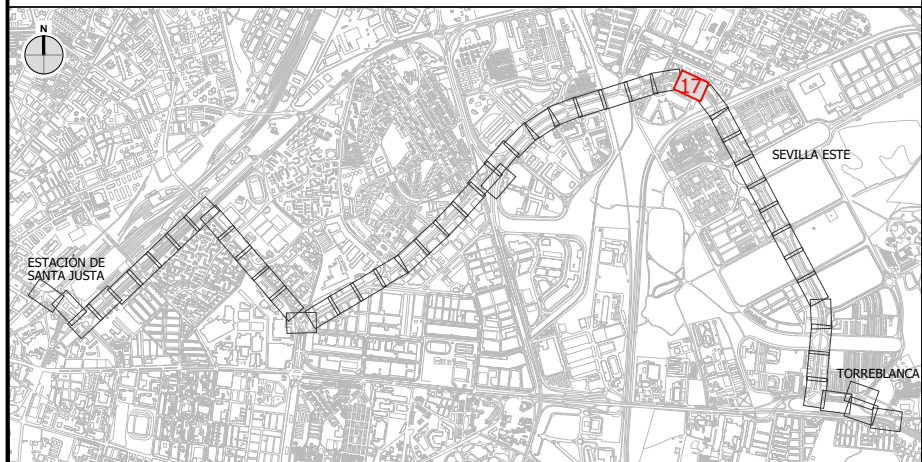 N
17
SEVILLA ESTE
ESTACIÓN DE
SANTA JUSTA
TORREBLANCA